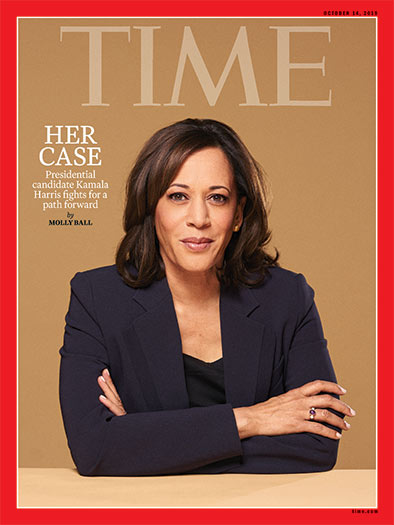 OCTOBER 14, 2019
TIME
HER
CASE
Presidential
candidate Kamala
Harris fights for a
path forward
by
MOLLY BALL
time.com